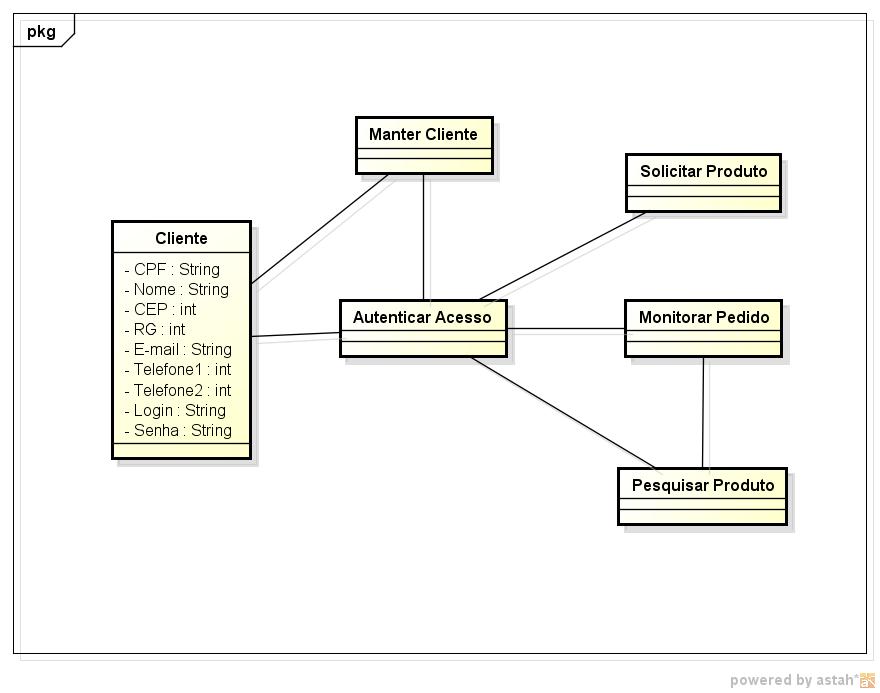 pkg
Manter Cliente
Solicitar Produto
Cliente
- CPF : String
- Nome : String
- CEP : int
- RG : int
- E-mail : String
- Telefone1 : int
- Telefone2 : int
- Login : String
- Senha : String
Autenticar Acesso
Monitorar Pedido
Pesquisar Produto
powered by astah*